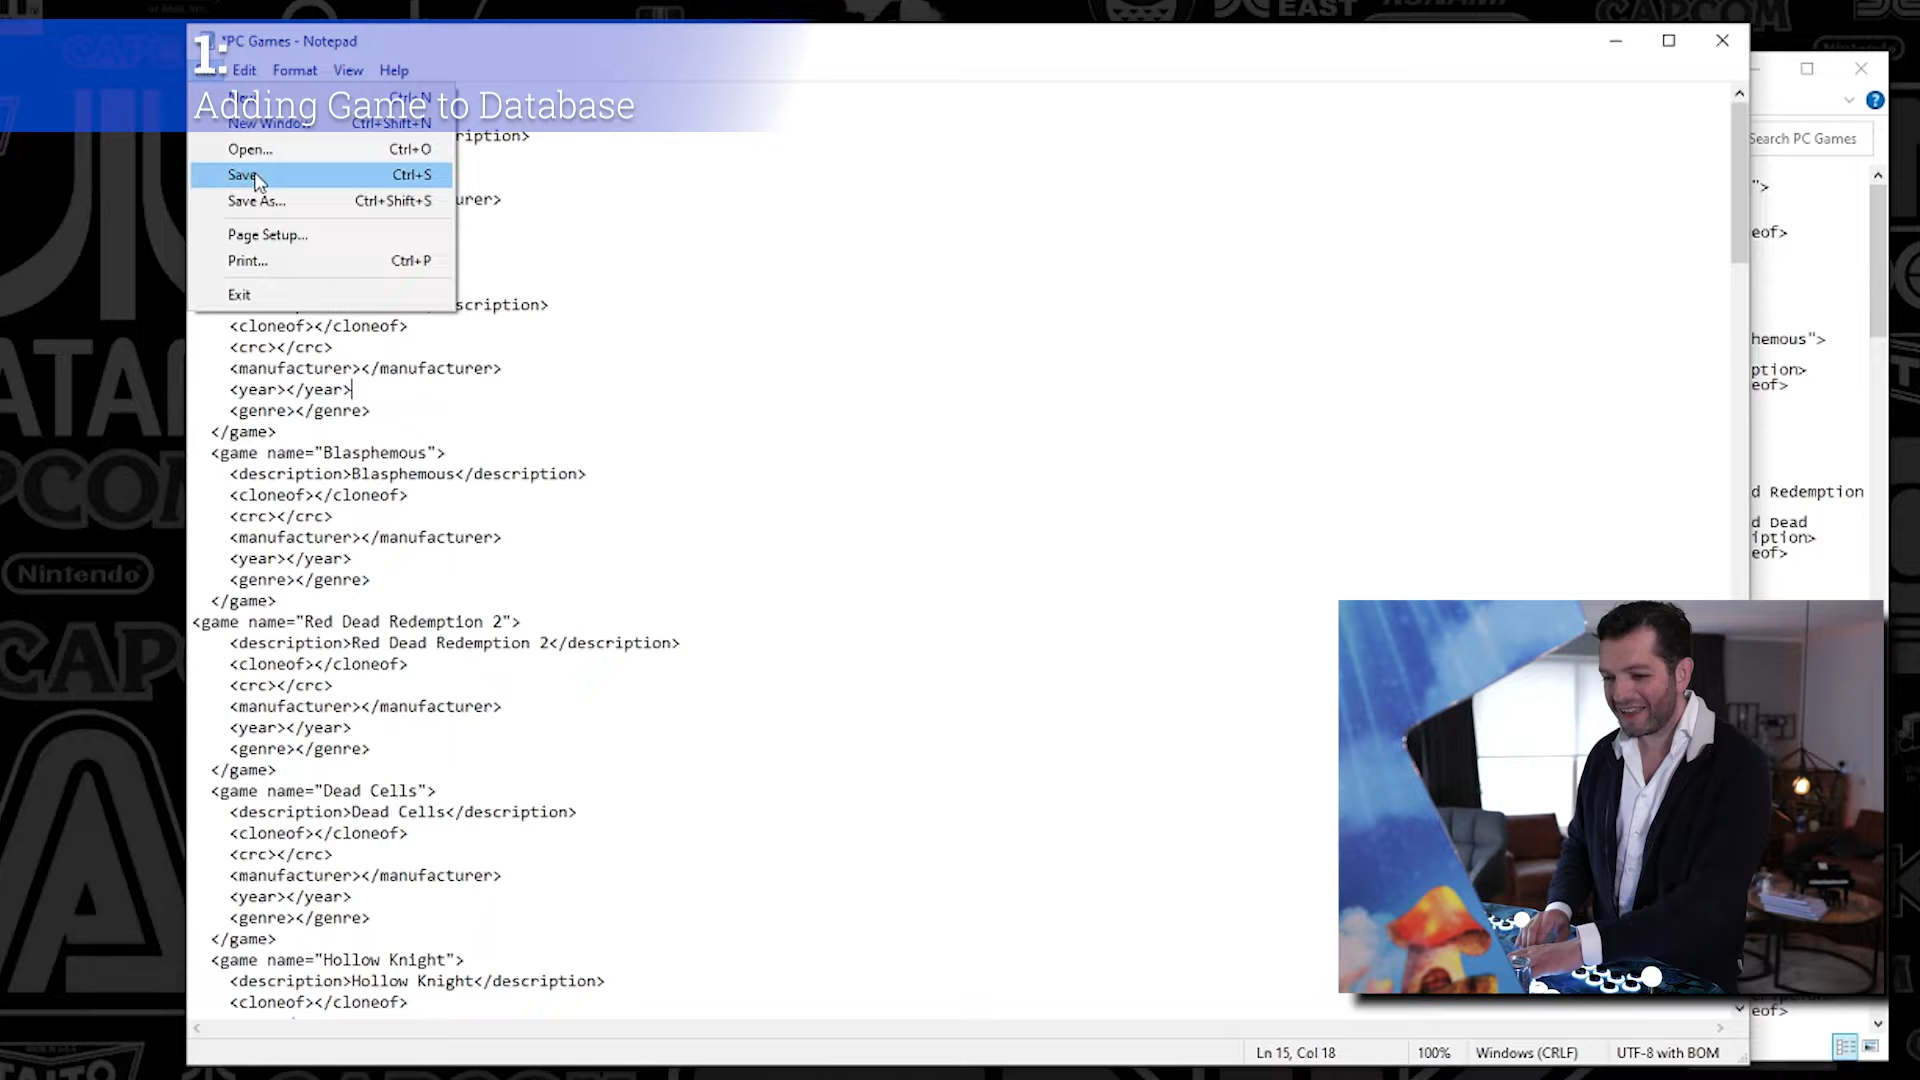 1:
Adding Game to Database
*PC Games - Notepad
Edit Format View Help
New Window Ctrl+Shift+N
Open... Ctrl+O
Save Ctrl+S
Save As... Ctrl+Shift+S
Page Setup...
Print... Ctrl+P
Exit
ription>
urer>
scription>
<cloneof></cloneof>
<crc></crc>
<manufacturer></manufacturer>
<year></year>
<genre></genre>
</game>
<game name="Blasphemous">
<description>Blasphemous</description>
<cloneof></cloneof>
<crc></crc>
<manufacturer></manufacturer>
<year></year>
<genre></genre>
</game>
<game name="Red Dead Redemption 2">
<description>Red Dead Redemption 2</description>
<cloneof></cloneof>
<crc></crc>
<manufacturer></manufacturer>
<year></year>
<genre></genre>
</game>
<game name="Dead Cells">
<description>Dead Cells</description>
<cloneof></cloneof>
<crc></crc>
<manufacturer></manufacturer>
<year></year>
<genre></genre>
</game>
<game name="Hollow Knight">
<description>Hollow Knight</description>
<cloneof></cloneof>
Ln 15, Col 18
100%
Windows (CRLF)
UTF-8 with BOM
Search PC Games
">
eof>
hemous">
ption>
eof>
d Redemption
d Dead
iption>
eof>
eof>
Nintendo
EAST
CAPCOM